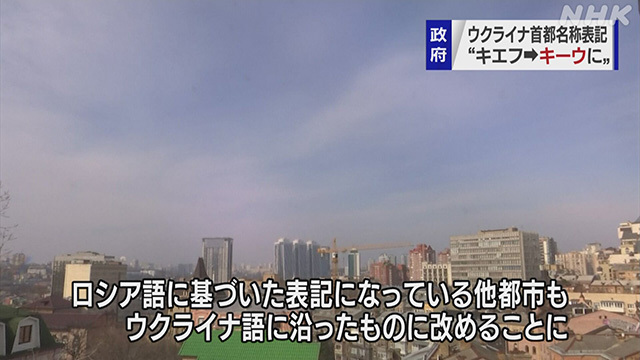 NHK
政府
ウクライナ首都名称表記
“キエフ➡キーウに„
ロシア語に基づいた表記になっている他都市も
ウクライナ語に沿ったものに改めることに